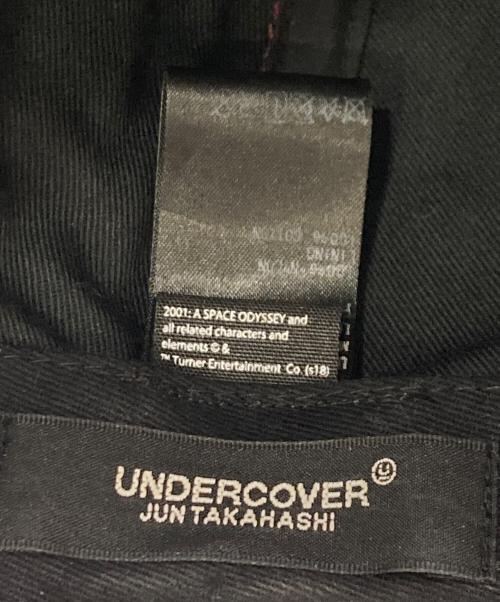 2001: A SPACE ODYSSEY and
all related characters and
elements © &
™ Turner Entertainment Co. (s18)
UNDERCOVER
JUN TAKAHASHI